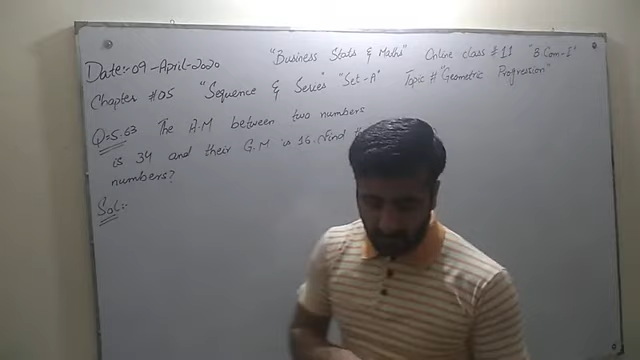 "Business Stats & Maths" Online class # 11 "B.Com-I"
Date:- 09-April-2020
Chapter #05 "Sequence & Series" "Set-A" Topic # "Geometric Progression"
Q=5.63 The A.M between two numbers
is 34 and their G.M is 16. Find
numbers?
Sol:-